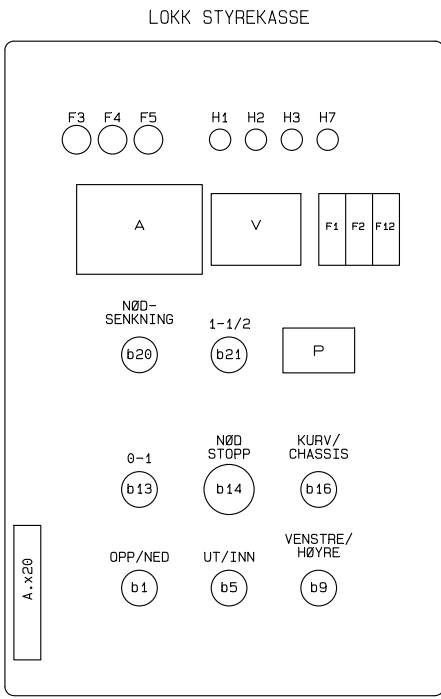 LOKK STYREKASSE
F3 F4 F5 H1 H2 H3 H7
A V F1 F2 F12
NØD-
SENKNING
1-1/2
b20 b21 P
0-1
NØD
STOPP
KURV/
CHASSIS
b13 b14 b16
A.x20
OPP/NED UT/INN
VENSTRE/
HØYRE
b1 b5 b9